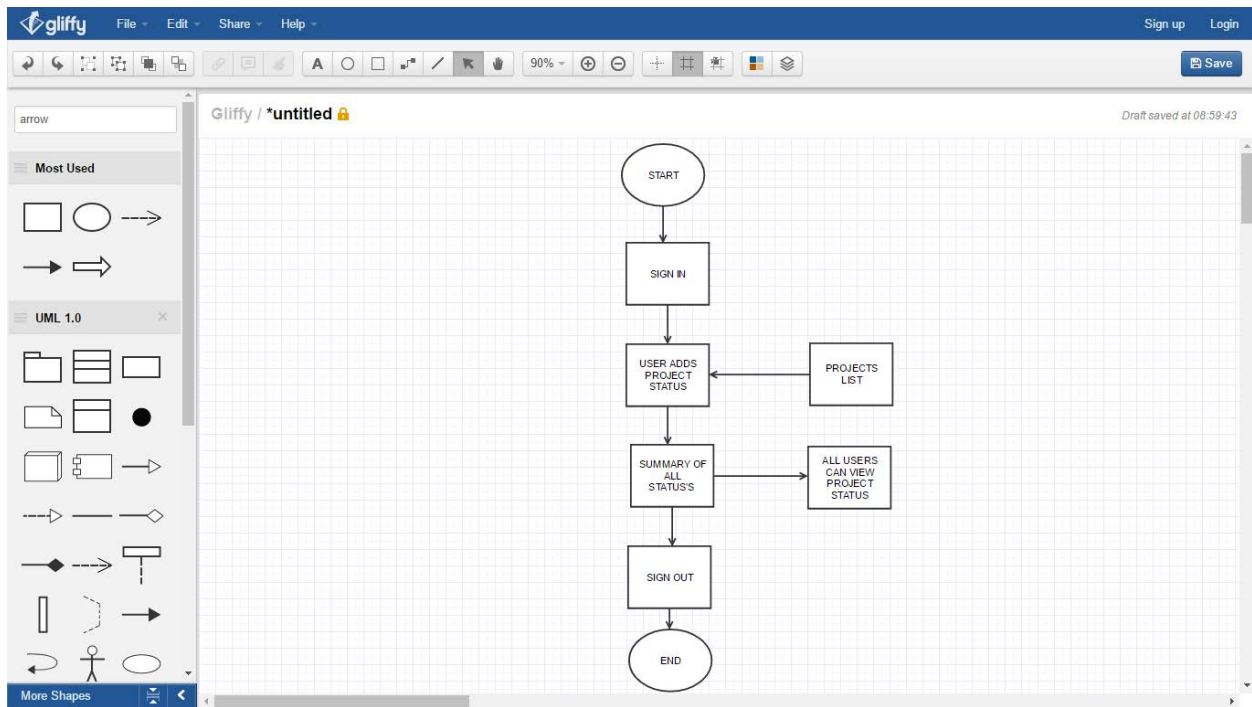 gliffy File Edit Share Help Sign up Login
A 90% Save
arrow
Gliffy / *untitled
Draft saved at 08:59:43
Most Used
UML 1.0
More Shapes
START
SIGN IN
USER ADDS
PROJECT
STATUS
PROJECTS
LIST
SUMMARY OF
ALL
STATUS'S
ALL USERS
CAN VIEW
PROJECT
STATUS
SIGN OUT
END